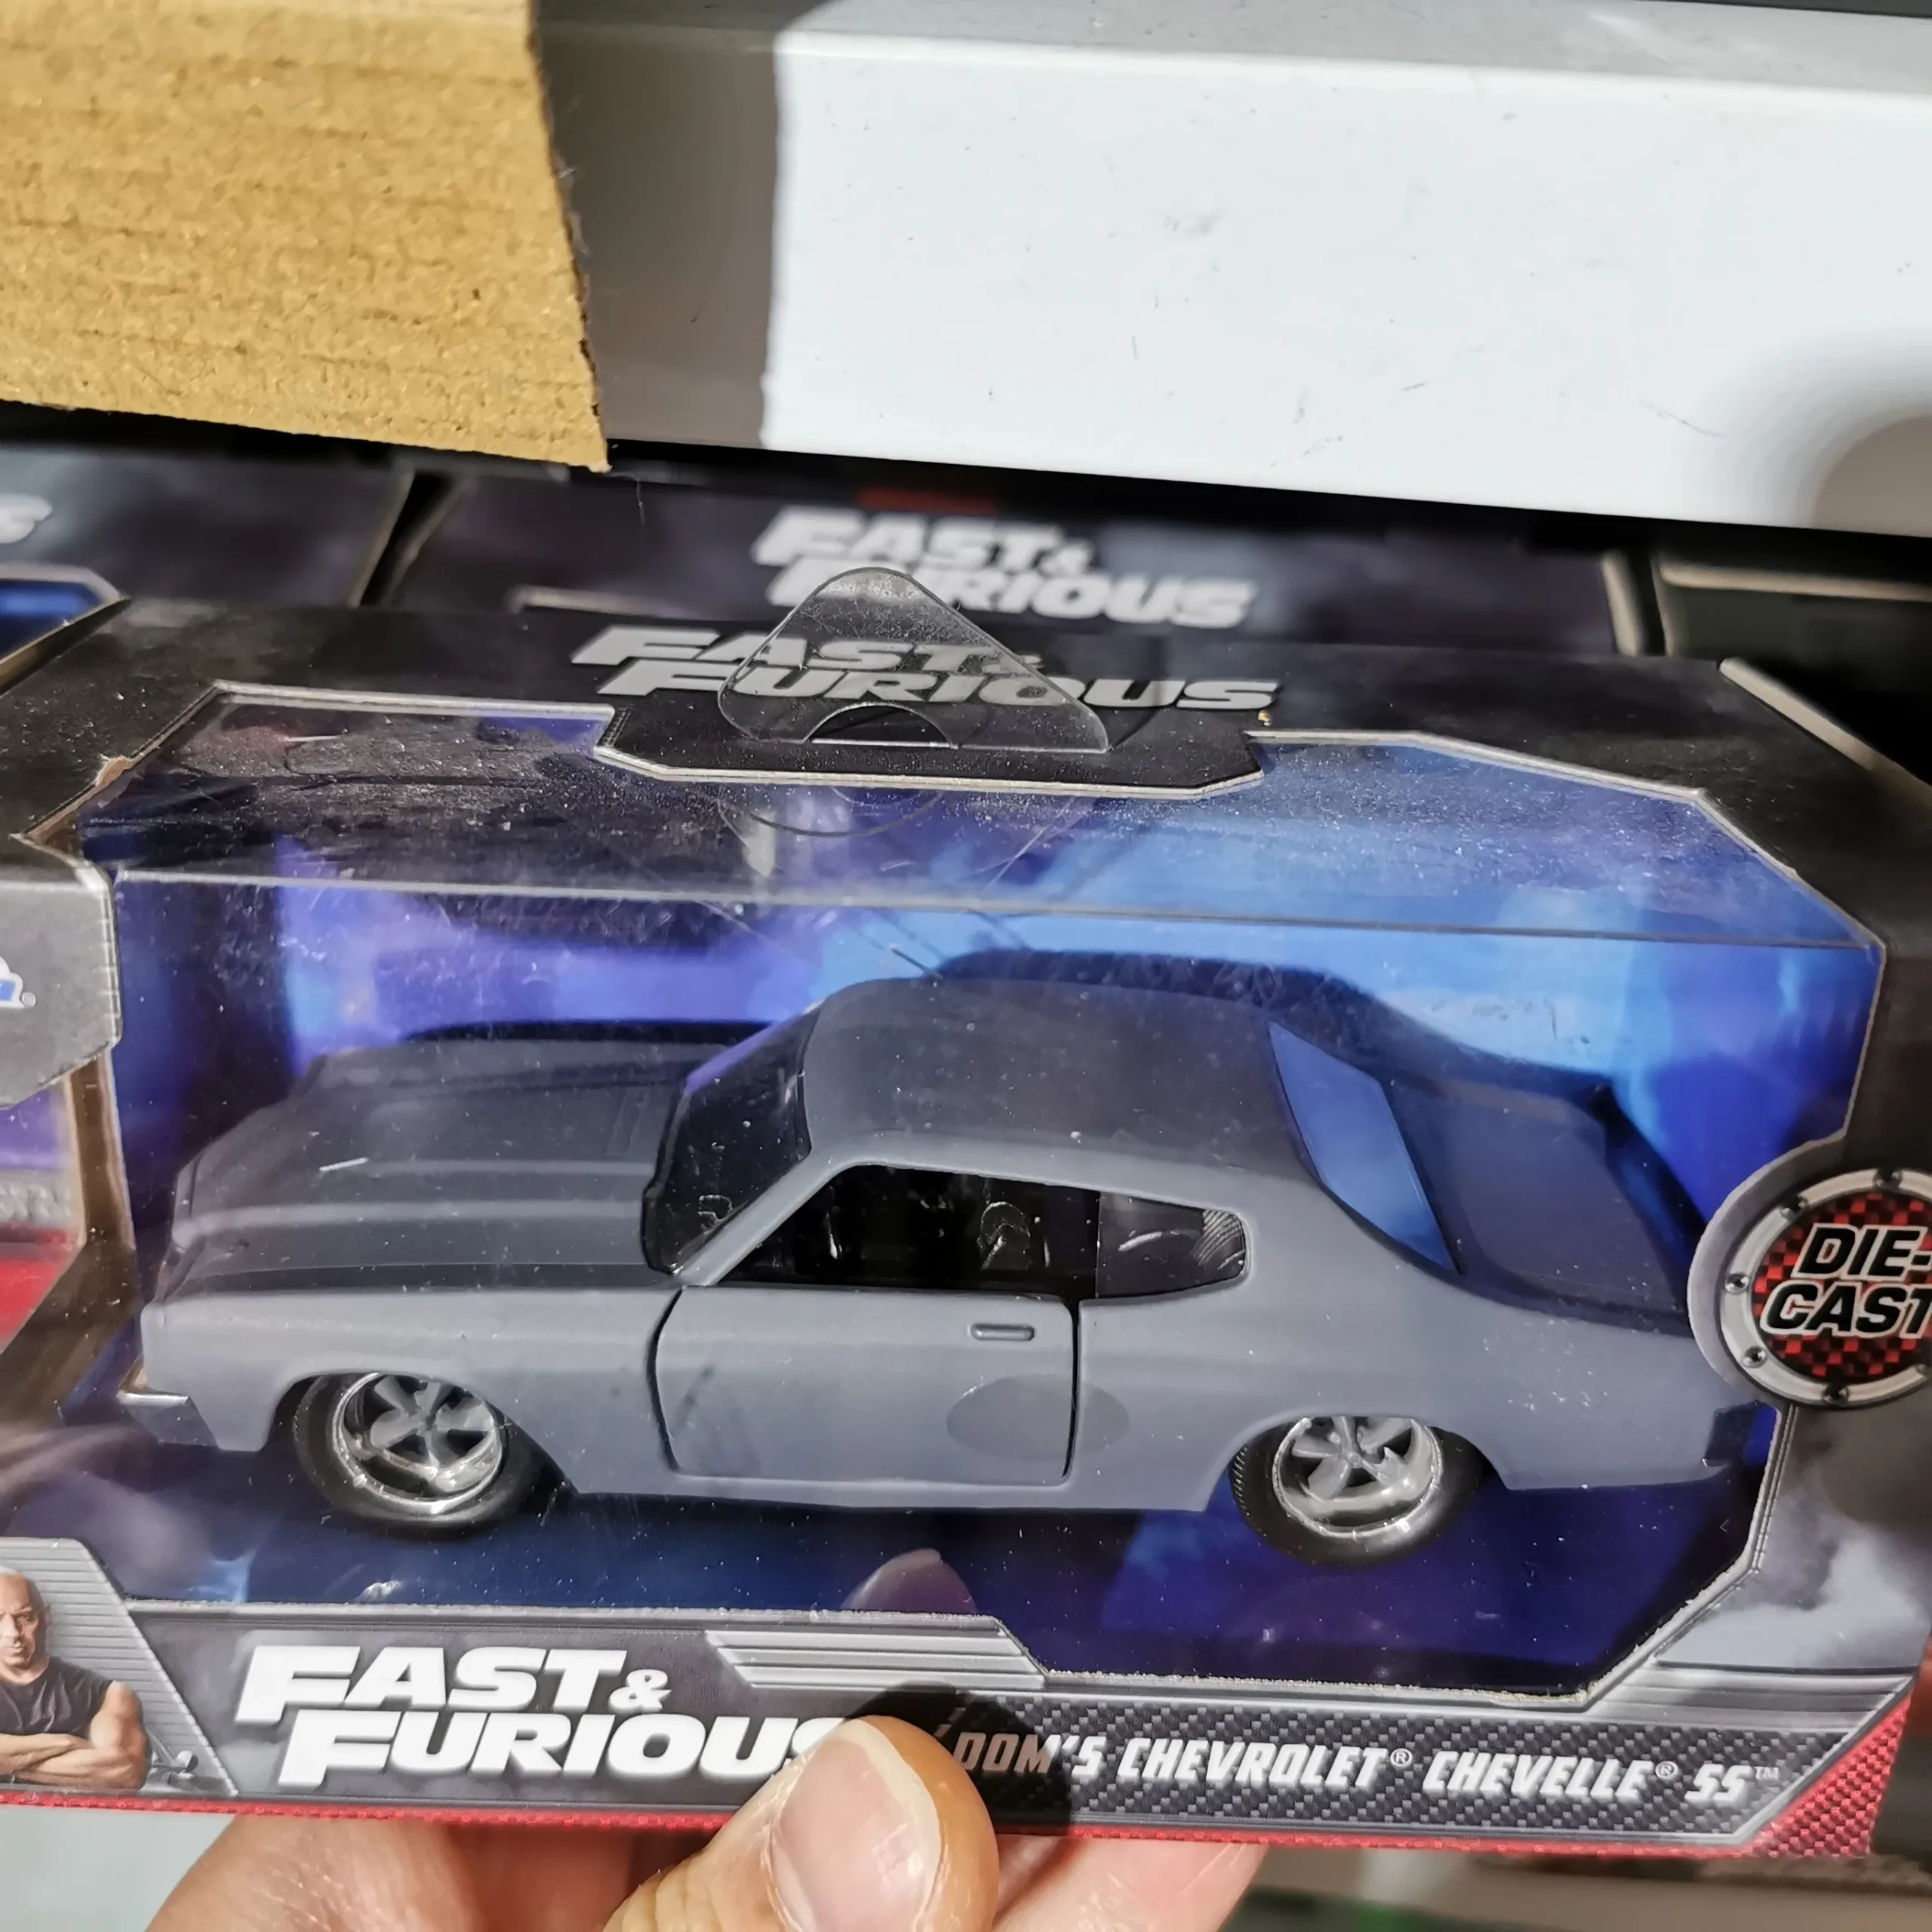 S
FAST &
FURIOUS
FAST &
FURIOUS
®
DIE-
CAST
FAST &
FURIOUS
DOM'S CHEVROLET® CHEVELLE® SS™